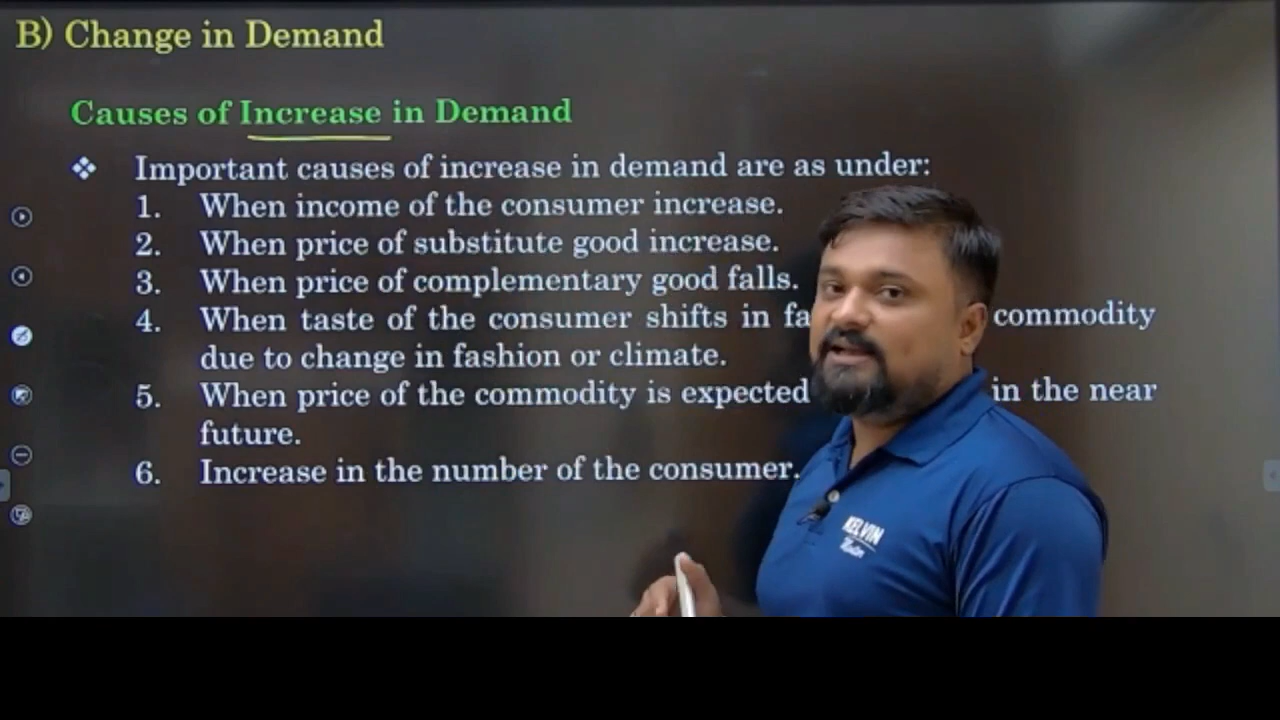 B) Change in Demand
Causes of Increase in Demand
❖ Important causes of increase in demand are as under:
1. When income of the consumer increase.
2. When price of substitute good increase.
3. When price of complementary good falls.
4. When taste of the consumer shifts in fa commodity
due to change in fashion or climate.
5. When price of the commodity is expected in the near
future.
6. Increase in the number of the consumer.
KELVIN